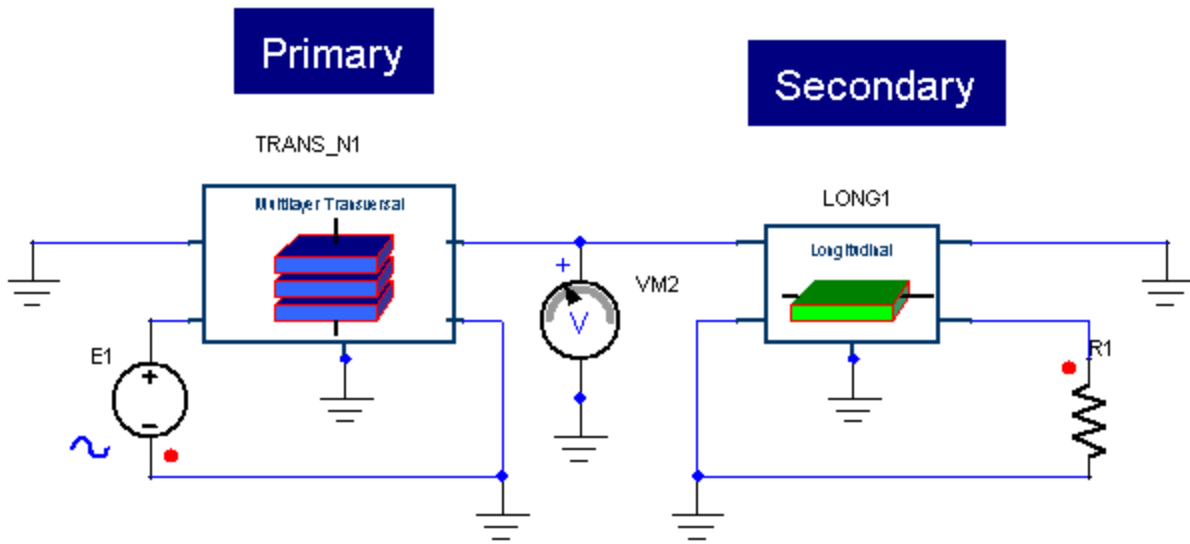 Primary
Secondary
TRANS_N1
Multilayer Transversal
LONG1
Longitudinal
+
VM2
V
E1
+
−
R1